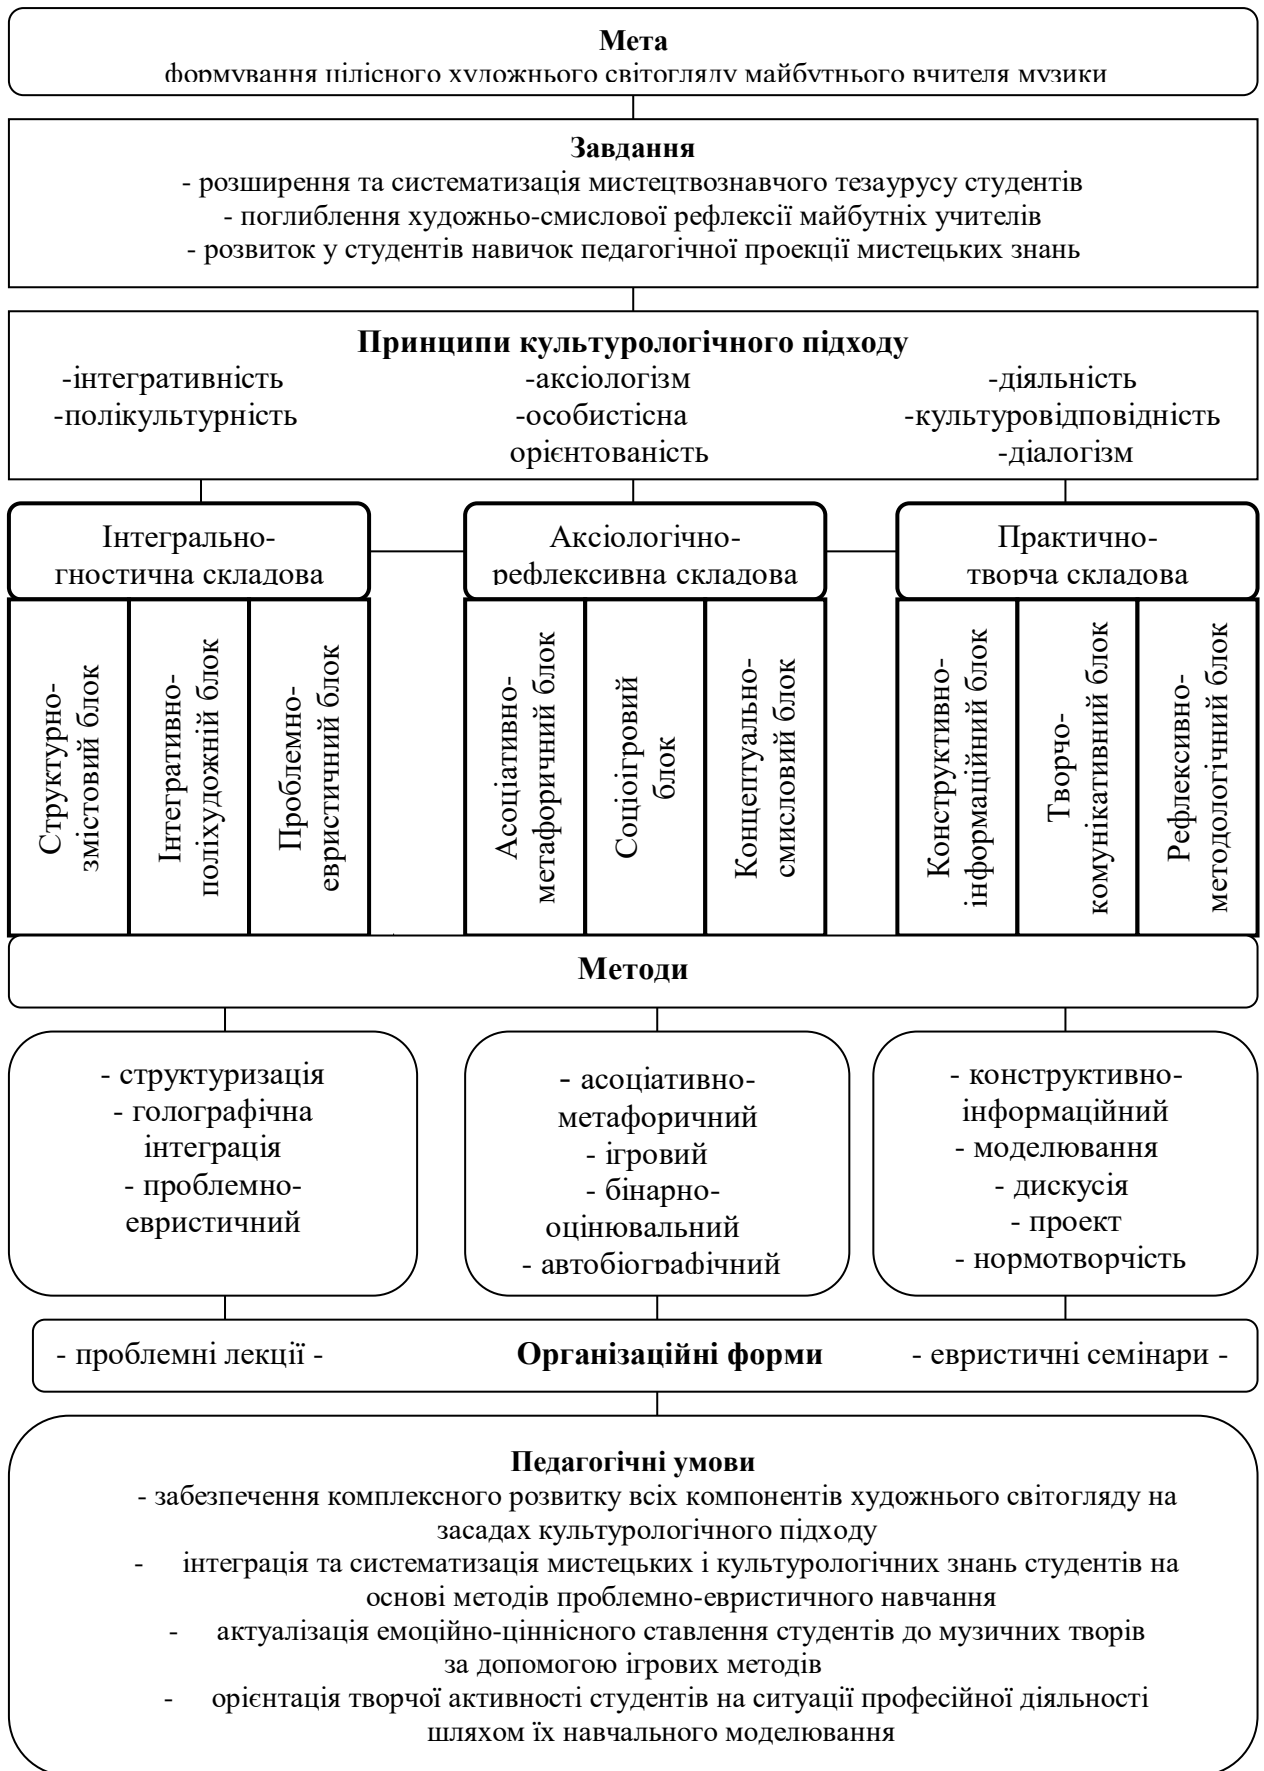 Мета
формування цілісного художнього світогляду майбутнього вчителя музики
Завдання
- розширення та систематизація мистецтвознавчого тезаурусу студентів
- поглиблення художньо-смислової рефлексії майбутніх учителів
- розвиток у студентів навичок педагогічної проекції мистецьких знань
Принципи культурологічного підходу
-інтегративність
-полікультурність
-аксіологізм
-особистісна
орієнтованість
-діяльність
-культуровідповідність
-діалогізм
Інтегрально-
гностична складова
Аксіологічно-
рефлексивна складова
Практично-
творча складова
Структурно-
змістовий блок
Інтегративно-
поліхудожній блок
Проблемно-
евристичний блок
Асоціативно-
метафоричний блок
Соціоігровий
блок
Концептуально-
смисловий блок
Конструктивно-
інформаційний блок
Творчо-
комунікативний блок
Рефлексивно-
методологічний блок
Методи
- структуризація
- голографічна
інтеграція
- проблемно-
евристичний
- асоціативно-
метафоричний
- ігровий
- бінарно-
оцінювальний
- автобіографічний
- конструктивно-
інформаційний
- моделювання
- дискусія
- проект
- нормотворчість
- проблемні лекції - Організаційні форми - евристичні семінари -
Педагогічні умови
- забезпечення комплексного розвитку всіх компонентів художнього світогляду на
засадах культурологічного підходу
- інтеграція та систематизація мистецьких і культурологічних знань студентів на
основі методів проблемно-евристичного навчання
- актуалізація емоційно-ціннісного ставлення студентів до музичних творів
за допомогою ігрових методів
- орієнтація творчої активності студентів на ситуації професійної діяльності
шляхом їх навчального моделювання